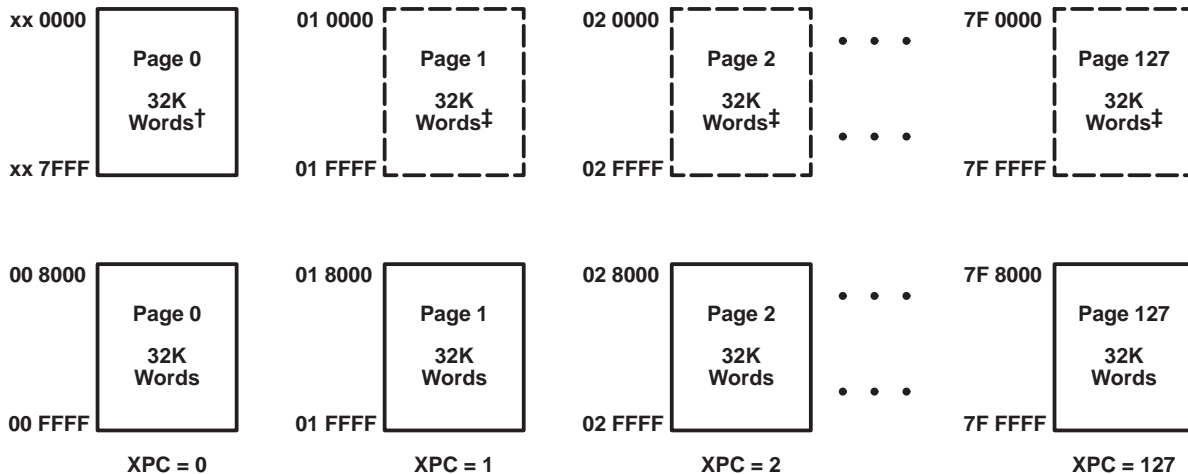 xx 0000 01 0000 02 0000 7F 0000
Page 0 Page 1 Page 2 Page 127
32K 32K 32K 32K
Words† Words‡ Words‡ Words‡
xx 7FFF 01 FFFF 02 FFFF 7F FFFF
00 8000 01 8000 02 8000 7F 8000
Page 0 Page 1 Page 2 Page 127
32K 32K 32K 32K
Words Words Words Words
00 FFFF 01 FFFF 02 FFFF 7F FFFF
XPC = 0 XPC = 1 XPC = 2 XPC = 127